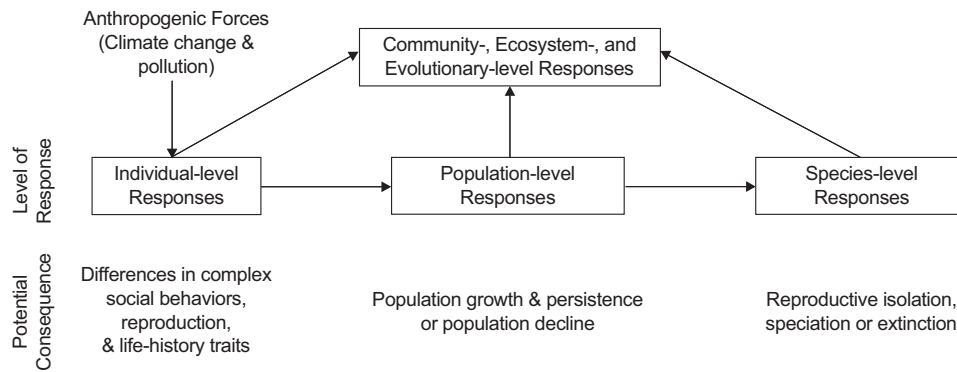 Anthropogenic Forces
(Climate change &
pollution)
Community-, Ecosystem-, and
Evolutionary-level Responses
Level of
Response
Individual-level
Responses
Population-level
Responses
Species-level
Responses
Potential
Consequence
Differences in complex
social behaviors,
reproduction,
& life-history traits
Population growth & persistence
or population decline
Reproductive isolation,
speciation or extinction